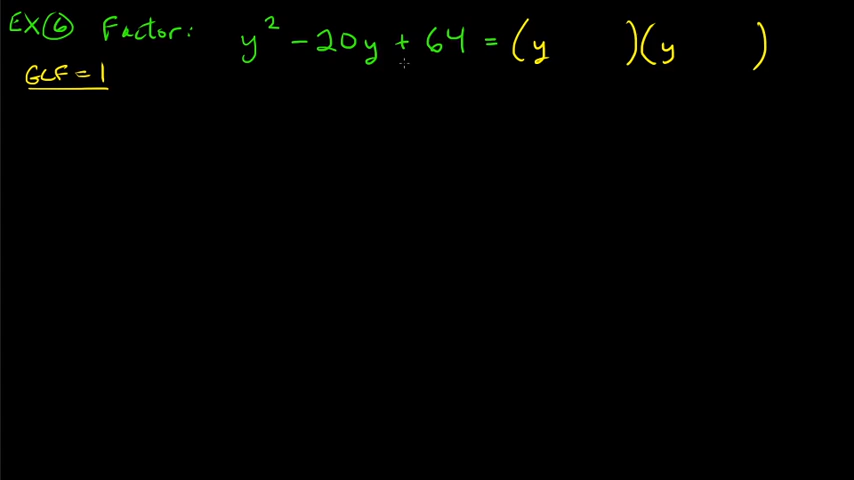 EX⑥ Factor: y² - 20y + 64 = (y )(y )
GCF = 1